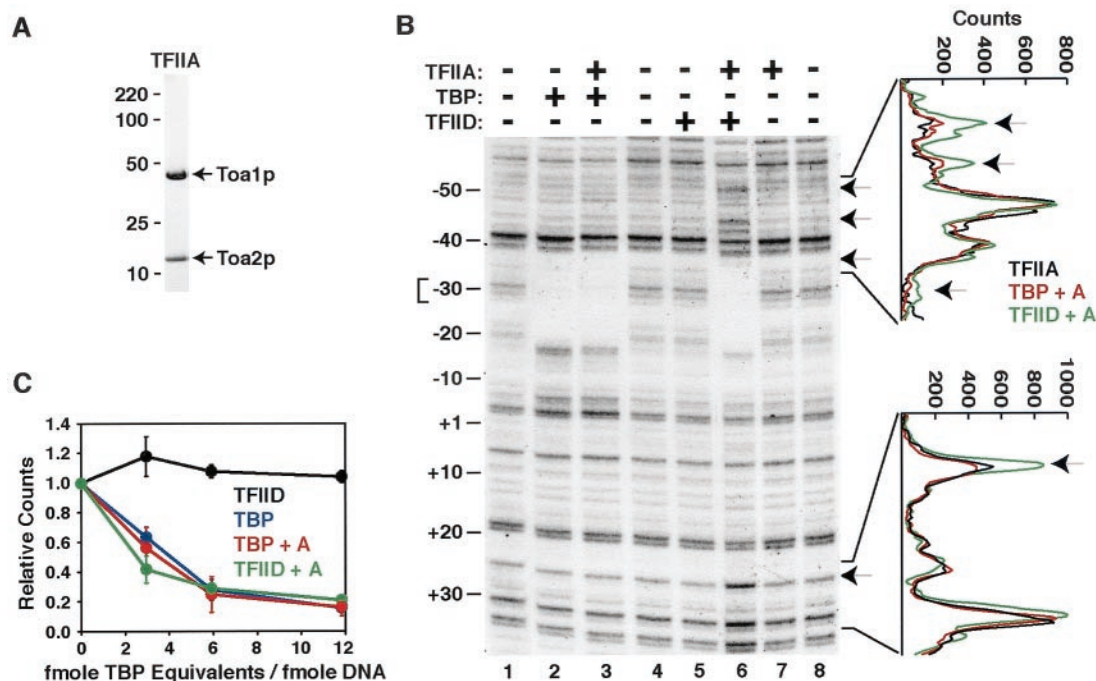 A
TFIIA
220
100
50
25
10
Toa1p
Toa2p
B
TFIIA: - - + - - + + -
TBP: - + + - - - - -
TFIID: - - - - + + - -
-50
-40
-30
-20
-10
+1
+10
+20
+30
1 2 3 4 5 6 7 8
Counts
200 400 600 800
TFIIA
TBP + A
TFIID + A
200 400 600 800 1000
C
Relative Counts
1.4
1.2
1.0
0.8
0.6
0.4
0.2
0.0
TFIID
TBP
TBP + A
TFIID + A
0 2 4 6 8 10 12
fmole TBP Equivalents / fmole DNA